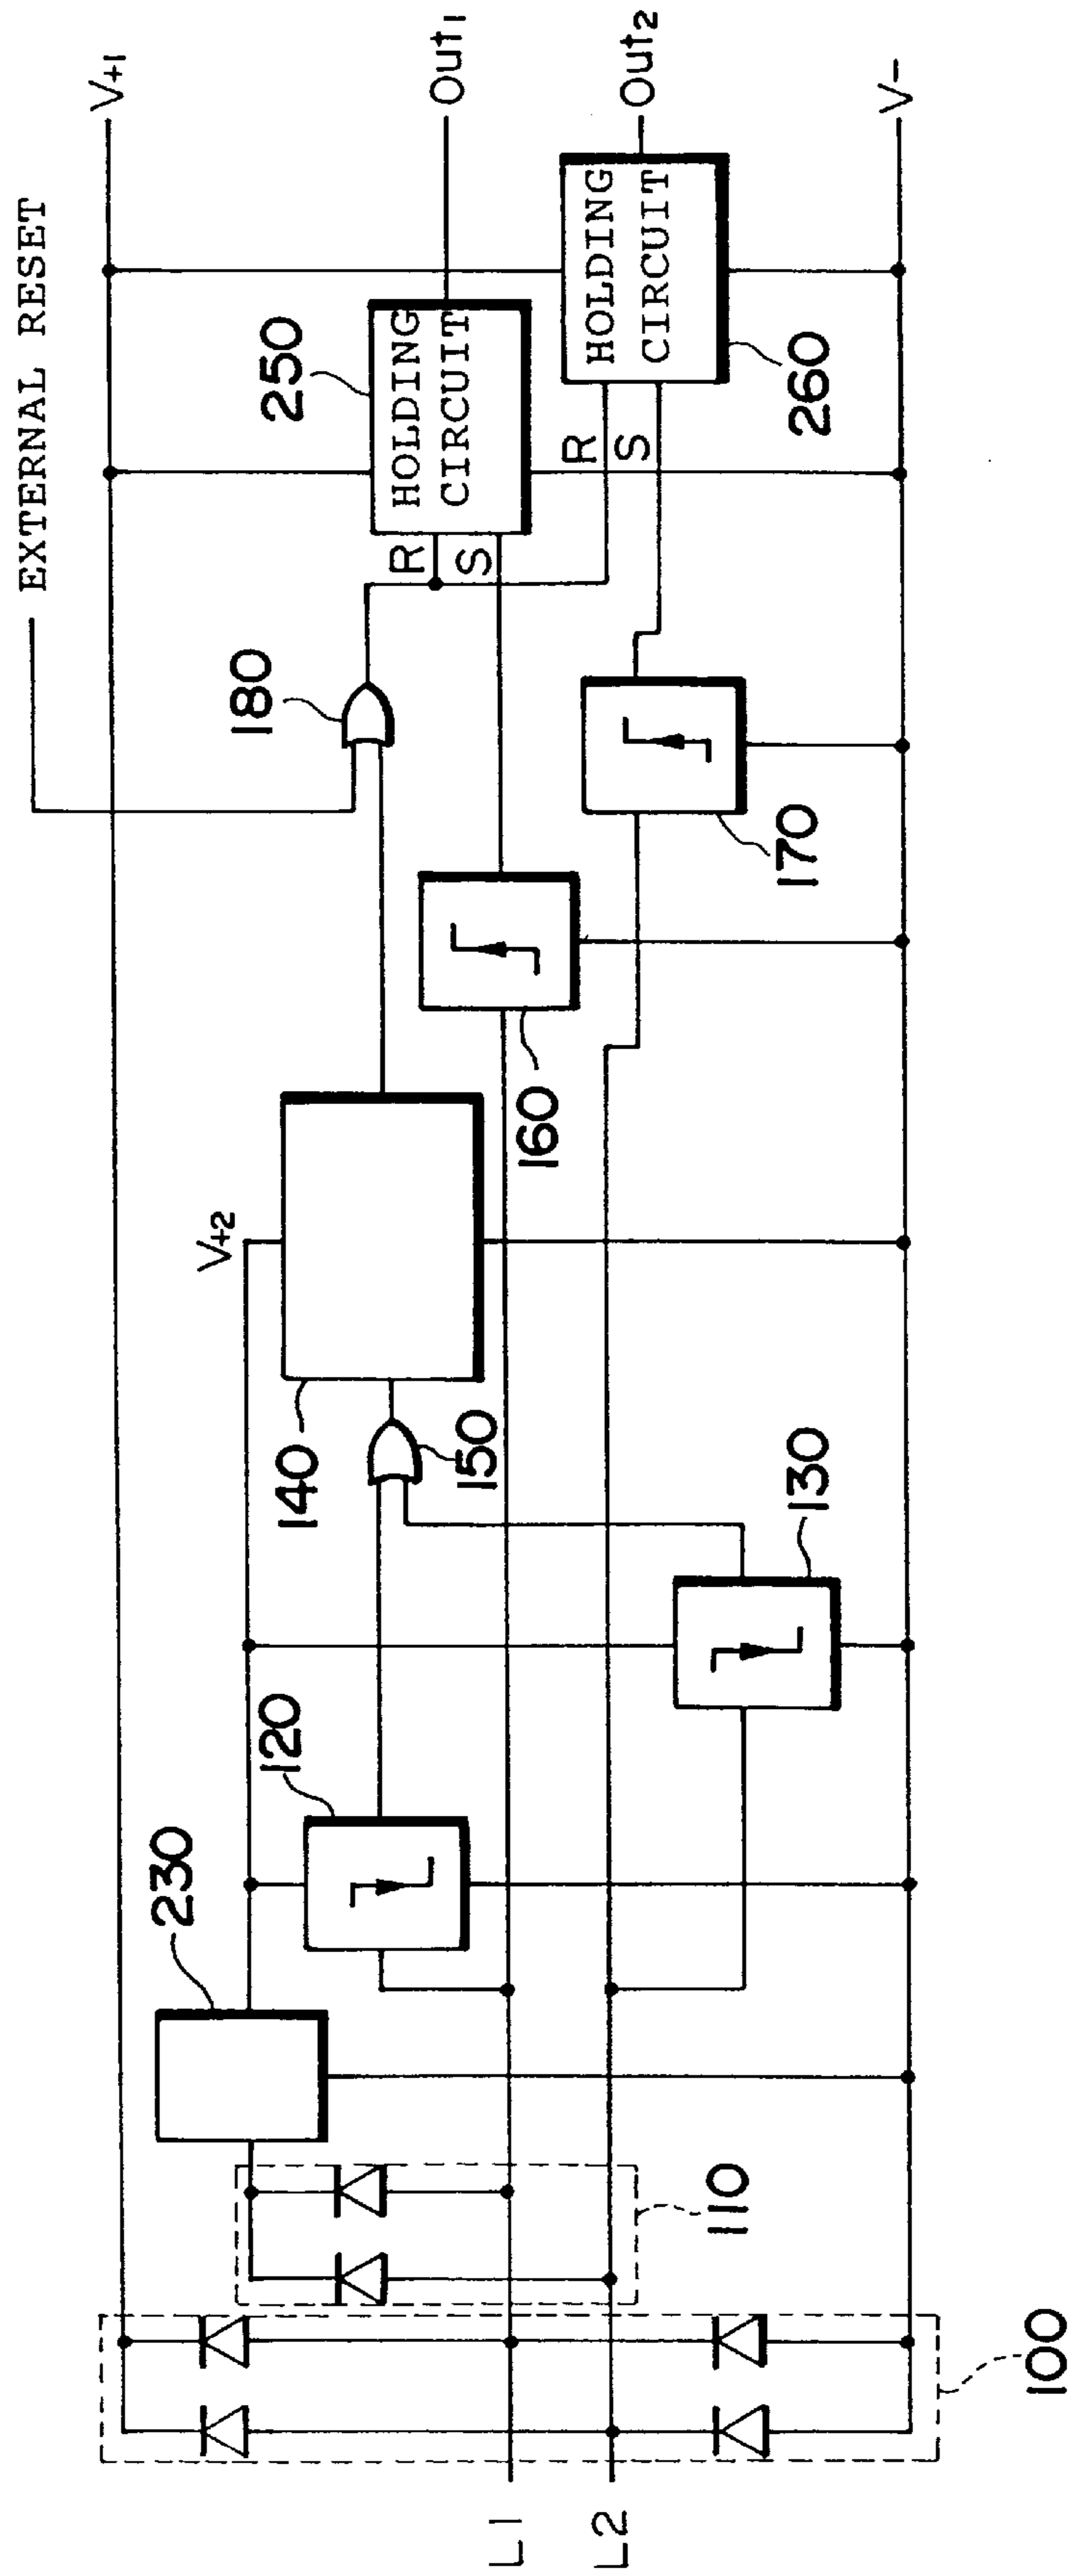 EXTERNAL RESET
V+1
Out1
Out2
V-
HOLDING
CIRCUIT
HOLDING
CIRCUIT
250
260
R
S
R
S
180
170
160
V+2
140
150
130
120
230
110
100
L1
L2